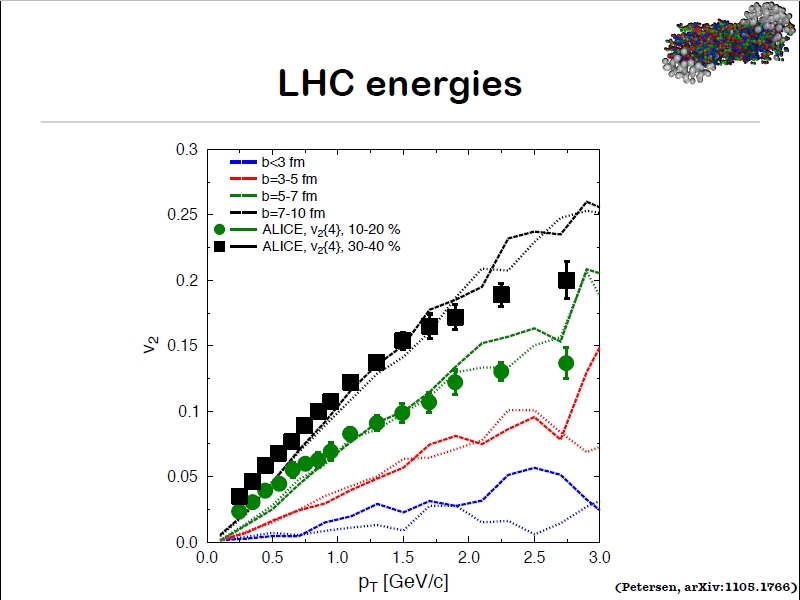 LHC energies
0.3
0.25
0.2
0.15
0.1
0.05
0.0
v2
b<3 fm
b=3-5 fm
b=5-7 fm
b=7-10 fm
ALICE, v2{4}, 10-20 %
ALICE, v2{4}, 30-40 %
0.0 0.5 1.0 1.5 2.0 2.5 3.0
pT [GeV/c]
(Petersen, arXiv:1105.1766)